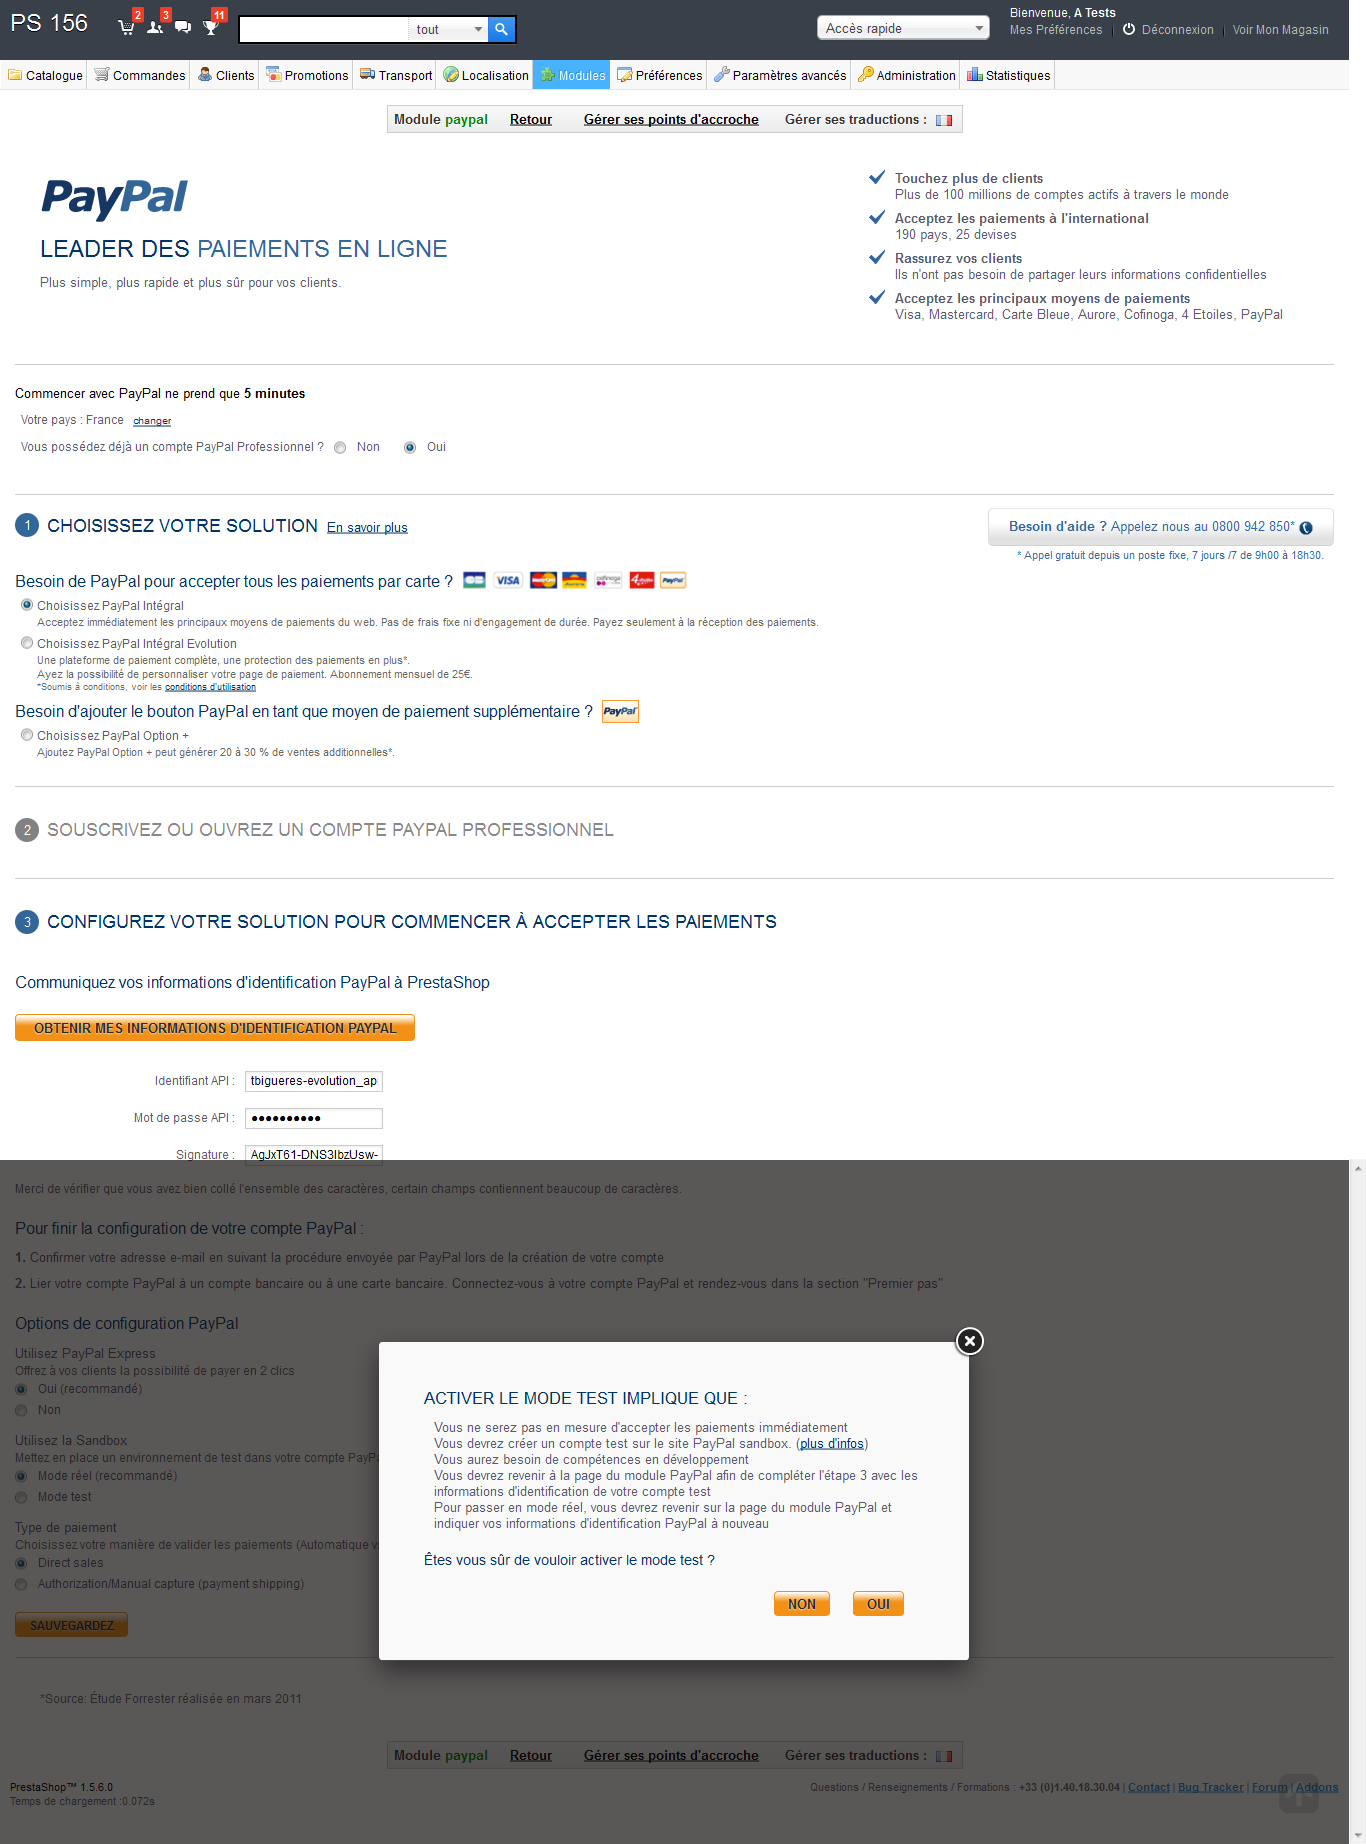 PS 156
2 3 11
tout
Accès rapide
Bienvenue, A Tests
Mes Préférences Déconnexion Voir Mon Magasin
Catalogue Commandes Clients Promotions Transport Localisation Modules Préférences Paramètres avancés Administration Statistiques
Module paypal Retour Gérer ses points d'accroche Gérer ses traductions :
PayPal
LEADER DES PAIEMENTS EN LIGNE
Plus simple, plus rapide et plus sûr pour vos clients.
Touchez plus de clients
Plus de 100 millions de comptes actifs à travers le monde
Acceptez les paiements à l'international
190 pays, 25 devises
Rassurez vos clients
Ils n'ont pas besoin de partager leurs informations confidentielles
Acceptez les principaux moyens de paiements
Visa, Mastercard, Carte Bleue, Aurore, Cofinoga, 4 Etoiles, PayPal
Commencer avec PayPal ne prend que 5 minutes
Votre pays : France changer
Vous possédez déjà un compte PayPal Professionnel ? Non Oui
1 CHOISISSEZ VOTRE SOLUTION En savoir plus
Besoin d'aide ? Appelez nous au 0800 942 850*
* Appel gratuit depuis un poste fixe, 7 jours /7 de 9h00 à 18h30.
Besoin de PayPal pour accepter tous les paiements par carte ? VISA PayPal
Choisissez PayPal Intégral
Acceptez immédiatement les principaux moyens de paiements du web. Pas de frais fixe ni d'engagement de durée. Payez seulement à la réception des paiements.
Choisissez PayPal Intégral Evolution
Une plateforme de paiement complète, une protection des paiements en plus*.
Ayez la possibilité de personnaliser votre page de paiement. Abonnement mensuel de 25€.
*Soumis à conditions, voir les conditions d'utilisation
Besoin d'ajouter le bouton PayPal en tant que moyen de paiement supplémentaire ? PayPal
Choisissez PayPal Option +
Ajoutez PayPal Option + peut générer 20 à 30 % de ventes additionnelles*.
2 SOUSCRIVEZ OU OUVREZ UN COMPTE PAYPAL PROFESSIONNEL
3 CONFIGUREZ VOTRE SOLUTION POUR COMMENCER À ACCEPTER LES PAIEMENTS
Communiquez vos informations d'identification PayPal à PrestaShop
OBTENIR MES INFORMATIONS D'IDENTIFICATION PAYPAL
Identifiant API : tbigueres-evolution_ap
Mot de passe API : ●●●●●●●●●●
Signature : AgJxT61-DNS3IbzUsw-
Merci de vérifier que vous avez bien collé l'ensemble des caractères, certain champs contiennent beaucoup de caractères.
Pour finir la configuration de votre compte PayPal :
1. Confirmer votre adresse e-mail en suivant la procédure envoyée par PayPal lors de la création de votre compte
2. Lier votre compte PayPal à un compte bancaire ou à une carte bancaire. Connectez-vous à votre compte PayPal et rendez-vous dans la section "Premier pas"
Options de configuration PayPal
Utilisez PayPal Express
Offrez à vos clients la possibilité de payer en 2 clics
Oui (recommandé)
Non
Utilisez la Sandbox
Mettez en place un environnement de test dans votre compte PayPa
Mode réel (recommandé)
Mode test
Type de paiement
Choisissez votre manière de valider les paiements (Automatique v
Direct sales
Authorization/Manual capture (payment shipping)
SAUVEGARDEZ
ACTIVER LE MODE TEST IMPLIQUE QUE :
Vous ne serez pas en mesure d'accepter les paiements immédiatement
Vous devrez créer un compte test sur le site PayPal sandbox. (plus d'infos)
Vous aurez besoin de compétences en développement
Vous devrez revenir à la page du module PayPal afin de compléter l'étape 3 avec les
informations d'identification de votre compte test
Pour passer en mode réel, vous devrez revenir sur la page du module PayPal et
indiquer vos informations d'identification PayPal à nouveau
Êtes vous sûr de vouloir activer le mode test ?
NON OUI
*Source: Étude Forrester réalisée en mars 2011
Module paypal Retour Gérer ses points d'accroche Gérer ses traductions :
PrestaShop™ 1.5.6.0
Temps de chargement :0.072s
Questions / Renseignements / Formations : +33 (0)1.40.18.30.04 | Contact | Bug Tracker | Forum | Addons